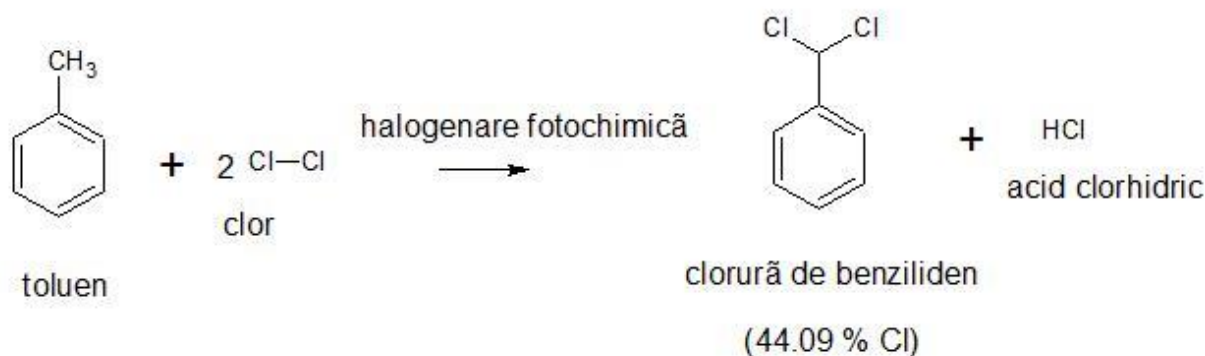 CH3
+
2 Cl—Cl
clor
toluen
halogenare fotochimicã
Cl Cl
clorurã de benziliden
(44.09 % Cl)
+
HCl
acid clorhidric